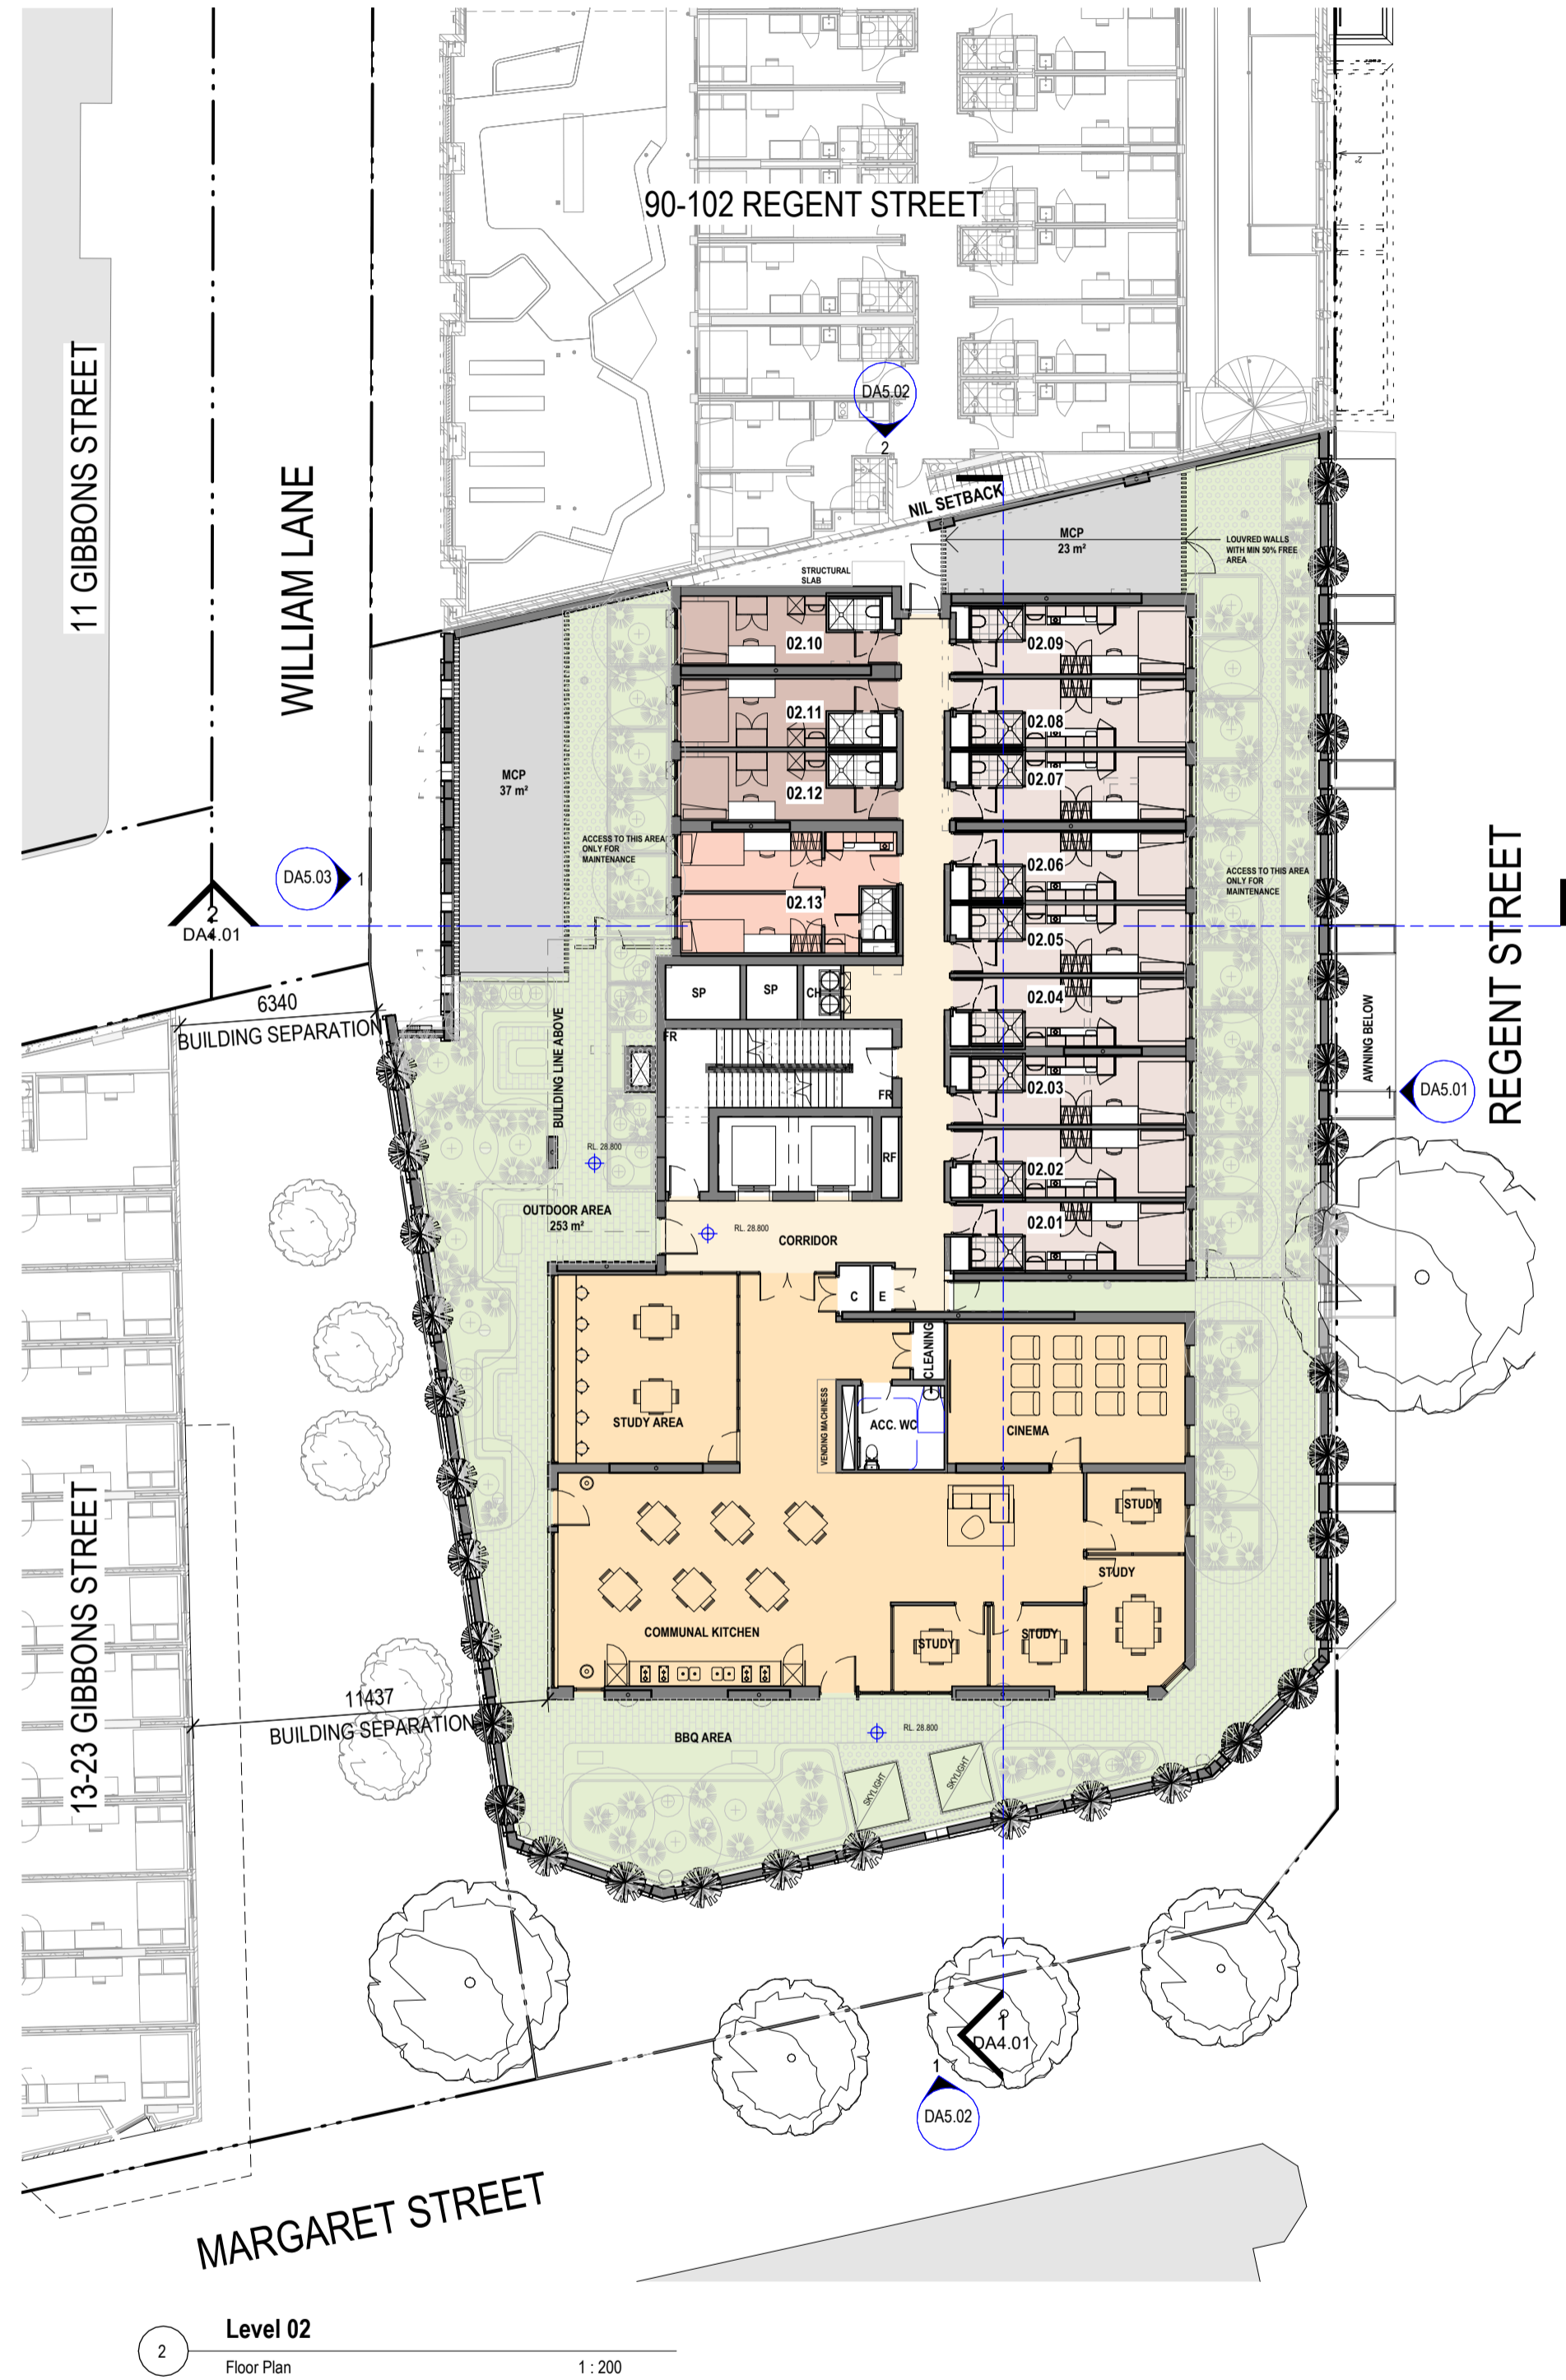 90-102 REGENT STREET
11 GIBBONS STREET
WILLIAM LANE
DA5.02
2
NIL SETBACK
MCP
23 m²
LOUVRED WALLS
WITH MIN 50% FREE
AREA
STRUCTURAL
SLAB
02.10
02.09
02.11
02.08
02.12
02.07
MCP
37 m²
ACCESS TO THIS AREA
ONLY FOR
MAINTENANCE
02.06
ACCESS TO THIS AREA
ONLY FOR
MAINTENANCE
DA5.03
1
02.13
2
DA4.01
02.05
REGENT STREET
SP
SP
CH
02.04
6340
BUILDING SEPARATION
BUILDING LINE ABOVE
AWNING BELOW
FR
02.03
FR
DA5.01
1
RL. 28.800
RF
02.02
OUTDOOR AREA
253 m²
RL. 28.800
CORRIDOR
02.01
C
E
CLEANING
STUDY AREA
VENDING MACHINESS
ACC. WC
CINEMA
STUDY
STUDY
13-23 GIBBONS STREET
COMMUNAL KITCHEN
STUDY
STUDY
11437
BUILDING SEPARATION
BBQ AREA
RL. 28.800
SKYLIGHT
SKYLIGHT
1
DA4.01
1
DA5.02
MARGARET STREET
2
Level 02
Floor Plan
1 : 200